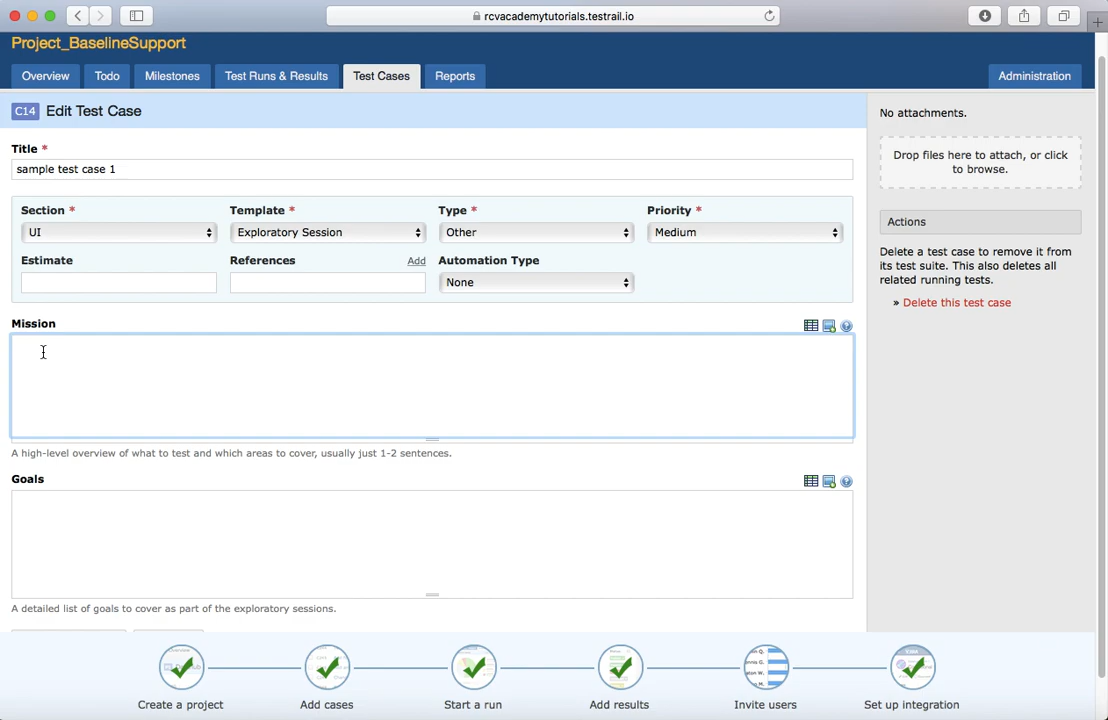 rcvacademytutorials.testrail.io
Project_BaselineSupport
Overview
Todo
Milestones
Test Runs & Results
Test Cases
Reports
Administration
C14 Edit Test Case
Title *
sample test case 1
Section *
Template *
Type *
Priority *
UI
Exploratory Session
Other
Medium
Estimate
References
Add
Automation Type
None
Mission
A high-level overview of what to test and which areas to cover, usually just 1-2 sentences.
Goals
A detailed list of goals to cover as part of the exploratory sessions.
No attachments.
Drop files here to attach, or click
to browse.
Actions
Delete a test case to remove it from
its test suite. This also deletes all
related running tests.
» Delete this test case
Create a project
Add cases
Start a run
Add results
Invite users
Set up integration